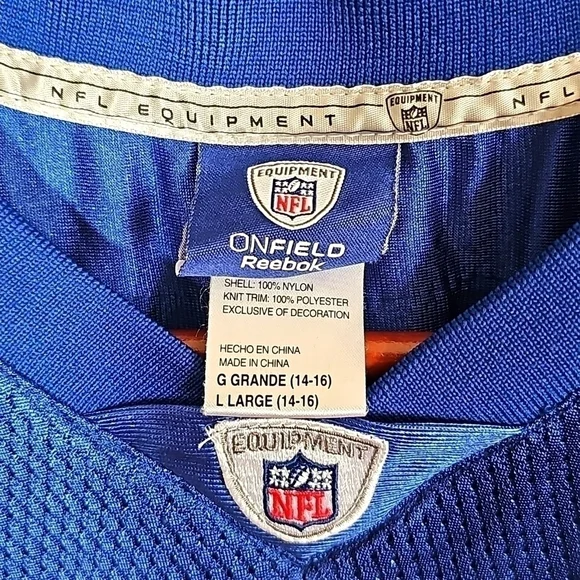 NFL EQUIPMENT
EQUIPMENT
NFL
NFL
EQUIPMENT
NFL
ONFIELD
Reebok
SHELL: 100% NYLON
KNIT TRIM: 100% POLYESTER
EXCLUSIVE OF DECORATION
HECHO EN CHINA
MADE IN CHINA
G GRANDE (14-16)
L LARGE (14-16)
EQUIPMENT
NFL